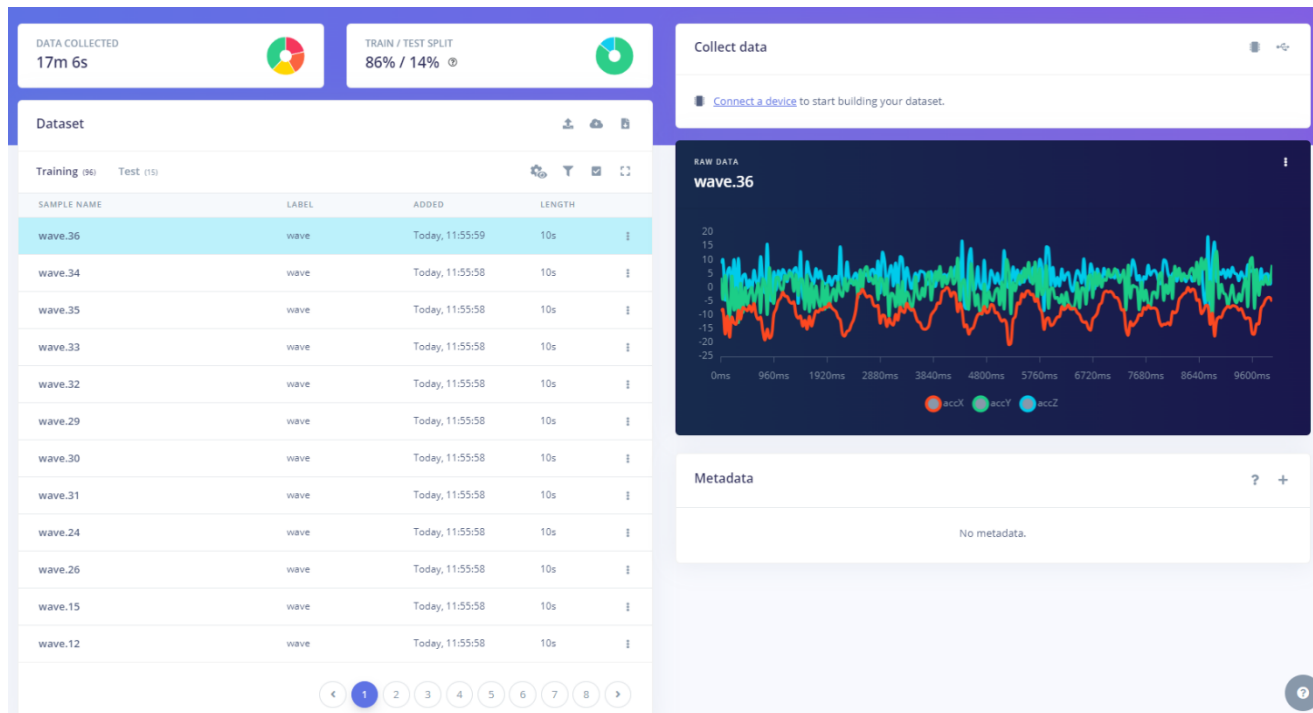 DATA COLLECTED
17m 6s
TRAIN / TEST SPLIT
86% / 14%
Dataset
Training (96) Test (15)
SAMPLE NAME LABEL ADDED LENGTH
wave.36 wave Today, 11:55:59 10s
wave.34 wave Today, 11:55:58 10s
wave.35 wave Today, 11:55:58 10s
wave.33 wave Today, 11:55:58 10s
wave.32 wave Today, 11:55:58 10s
wave.29 wave Today, 11:55:58 10s
wave.30 wave Today, 11:55:58 10s
wave.31 wave Today, 11:55:58 10s
wave.24 wave Today, 11:55:58 10s
wave.26 wave Today, 11:55:58 10s
wave.15 wave Today, 11:55:58 10s
wave.12 wave Today, 11:55:58 10s
1 2 3 4 5 6 7 8
Collect data
Connect a device to start building your dataset.
RAW DATA
wave.36
20
15
10
5
0
-5
-10
-15
-20
-25
0ms 960ms 1920ms 2880ms 3840ms 4800ms 5760ms 6720ms 7680ms 8640ms 9600ms
accX accY accZ
Metadata ? +
No metadata.
?